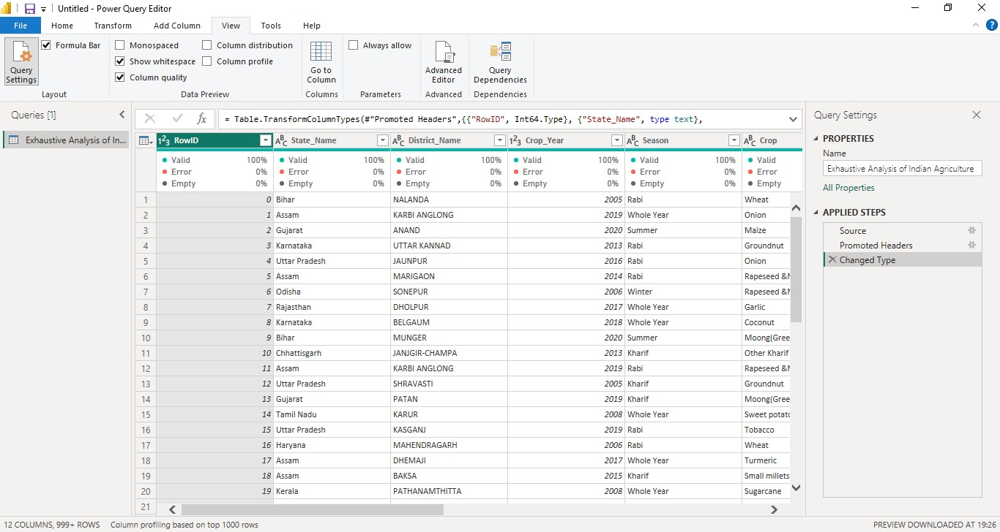 Untitled - Power Query Editor
File Home Transform Add Column View Tools Help
Query Settings
Formula Bar
Layout
Monospaced
Show whitespace
Column quality
Column distribution
Column profile
Data Preview
Go to Column
Columns
Always allow
Parameters
Advanced Editor
Advanced
Query Dependencies
Dependencies
Queries [1]
Exhaustive Analysis of In...
fx = Table.TransformColumnTypes(#"Promoted Headers",{{"RowID", Int64.Type}, {"State_Name", type text},
123 RowID ABC State_Name ABC District_Name 123 Crop_Year ABC Season ABC Crop
Valid 100% Valid 100% Valid 100% Valid 100% Valid 100% Valid
Error 0% Error 0% Error 0% Error 0% Error 0% Error
Empty 0% Empty 0% Empty 0% Empty 0% Empty 0% Empty
1 0 Bihar NALANDA 2005 Rabi Wheat
2 1 Assam KARBI ANGLONG 2019 Whole Year Onion
3 2 Gujarat ANAND 2020 Summer Maize
4 3 Karnataka UTTAR KANNAD 2013 Rabi Groundnut
5 4 Uttar Pradesh JAUNPUR 2016 Rabi Onion
6 5 Assam MARIGAON 2014 Rabi Rapeseed &M
7 6 Odisha SONEPUR 2006 Winter Rapeseed &M
8 7 Rajasthan DHOLPUR 2017 Whole Year Garlic
9 8 Karnataka BELGAUM 2018 Whole Year Coconut
10 9 Bihar MUNGER 2020 Summer Moong(Gree
11 10 Chhattisgarh JANJGIR-CHAMPA 2013 Kharif Other Kharif
12 11 Assam KARBI ANGLONG 2019 Rabi Rapeseed &M
13 12 Uttar Pradesh SHRAVASTI 2005 Kharif Groundnut
14 13 Gujarat PATAN 2019 Kharif Moong(Gree
15 14 Tamil Nadu KARUR 2008 Whole Year Sweet potato
16 15 Uttar Pradesh KASGANJ 2019 Rabi Tobacco
17 16 Haryana MAHENDRAGARH 2006 Rabi Wheat
18 17 Assam DHEMAJI 2017 Whole Year Turmeric
19 18 Assam BAKSA 2015 Kharif Small millets
20 19 Kerala PATHANAMTHITTA 2008 Whole Year Sugarcane
21
Query Settings
PROPERTIES
Name
Exhaustive Analysis of Indian Agriculture
All Properties
APPLIED STEPS
Source
Promoted Headers
Changed Type
12 COLUMNS, 999+ ROWS Column profiling based on top 1000 rows PREVIEW DOWNLOADED AT 19:26